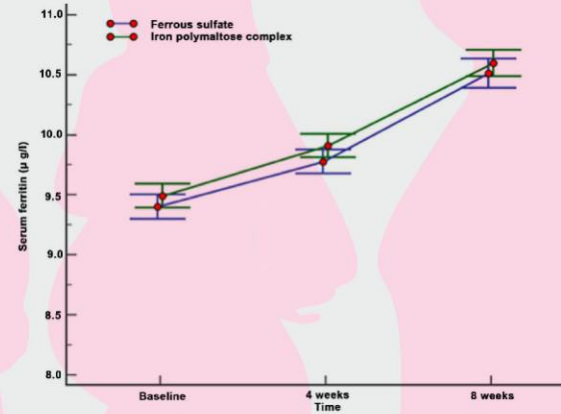 11.0
Ferrous sulfate
Iron polymaltose complex
10.5
10.0
9.5
9.0
8.5
8.0
Serum ferritin (µ g/l)
Baseline
4 weeks
8 weeks
Time